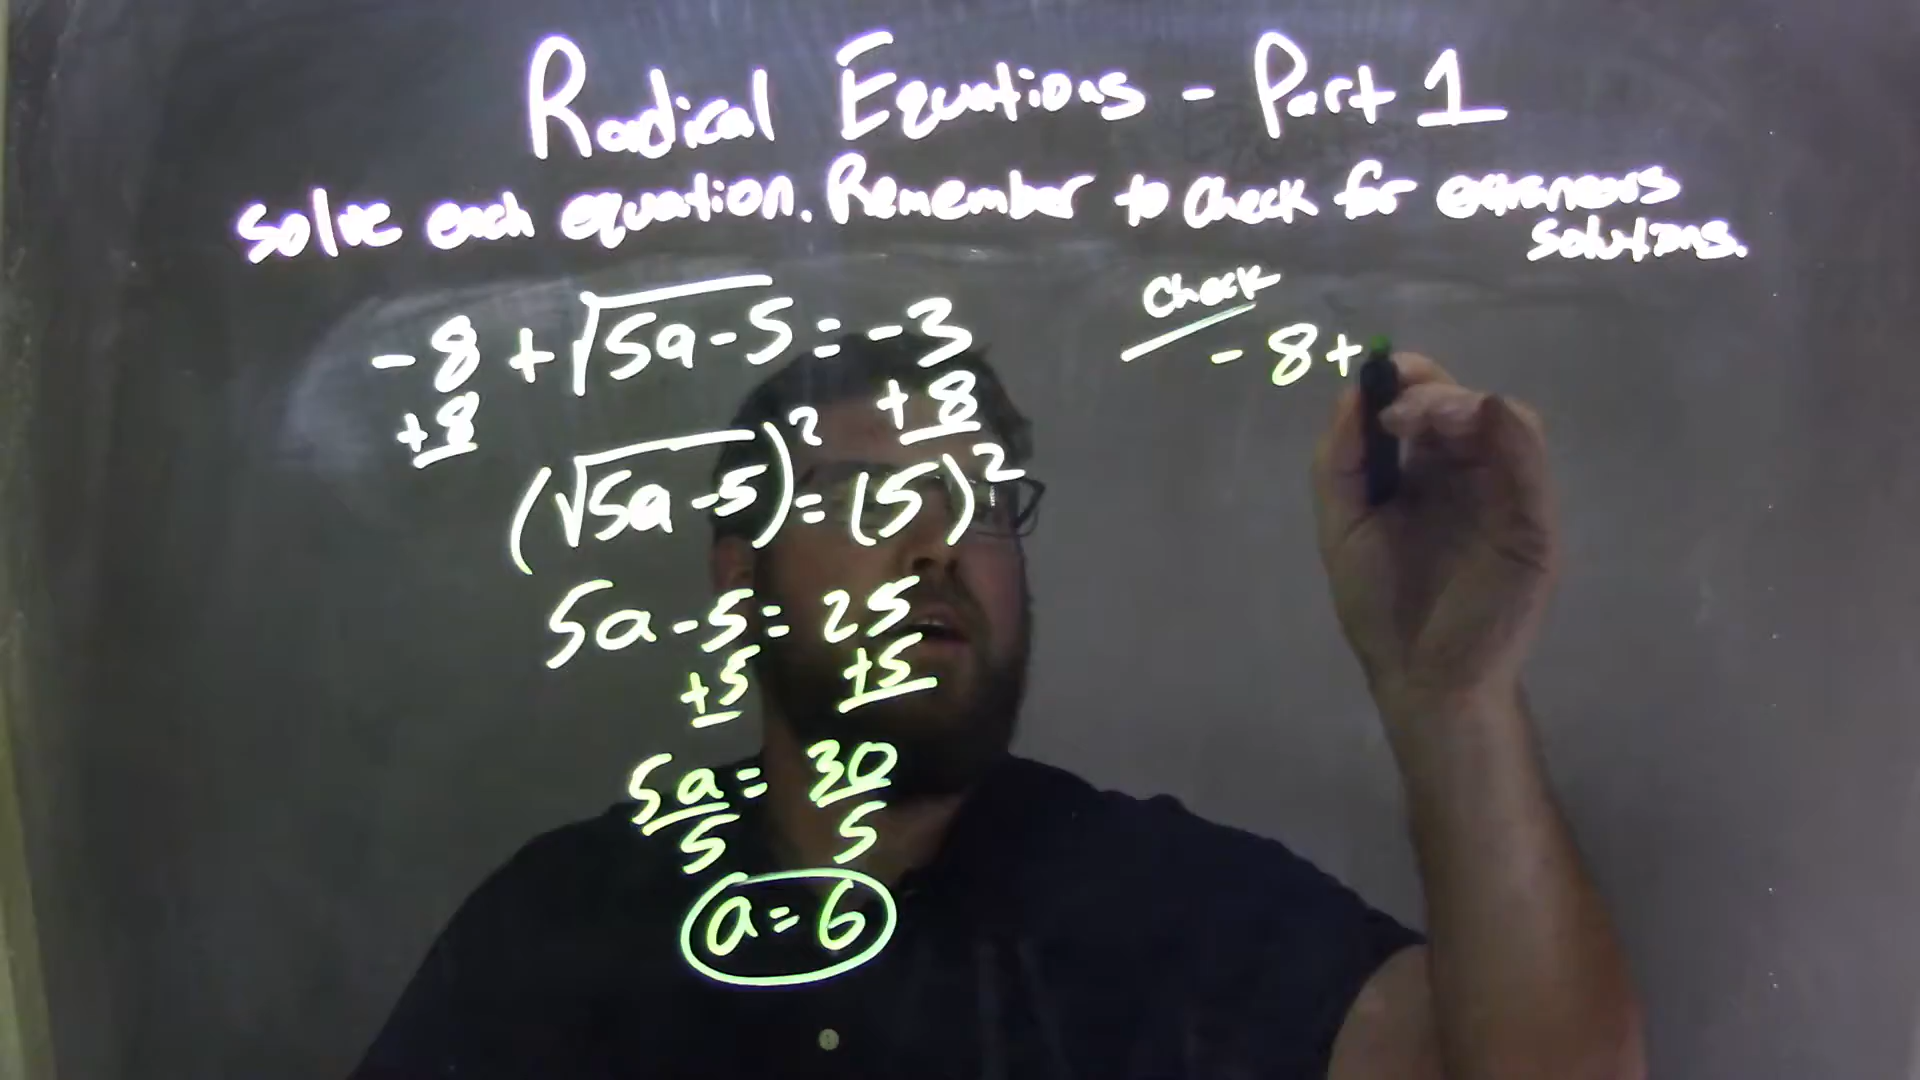 Radical Equations - Part 1
Solve each equation. Remember to check for extraneous
solutions.
-8 + √5a-5 = -3
+8 +8
(√5a-5)² = (5)²
5a-5 = 25
+5 +5
5a = 30
5 5
a = 6
Check
-8+